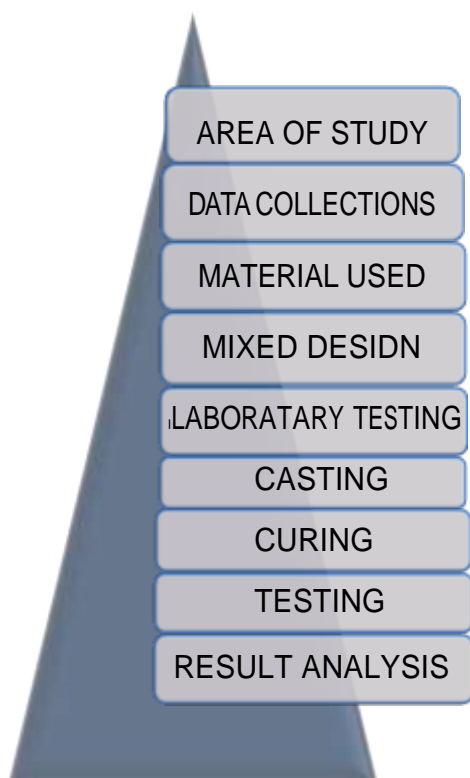 AREA OF STUDY
DATA COLLECTIONS
MATERIAL USED
MIXED DESIDN
LABORATARY TESTING
CASTING
CURING
TESTING
RESULT ANALYSIS